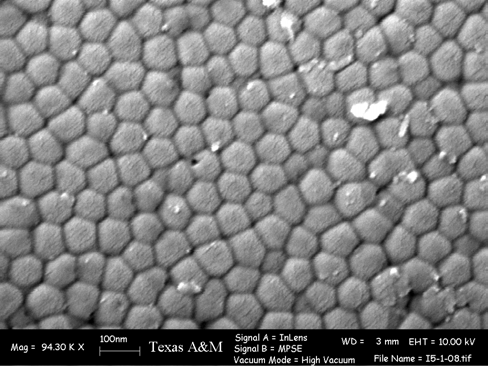 Mag = 94.30 K X
100nm
Texas A&M
Signal A = InLens
Signal B = MPSE
Vacuum Mode = High Vacuum
WD = 3 mm
EHT = 10.00 kV
File Name = I5-1-08.tif